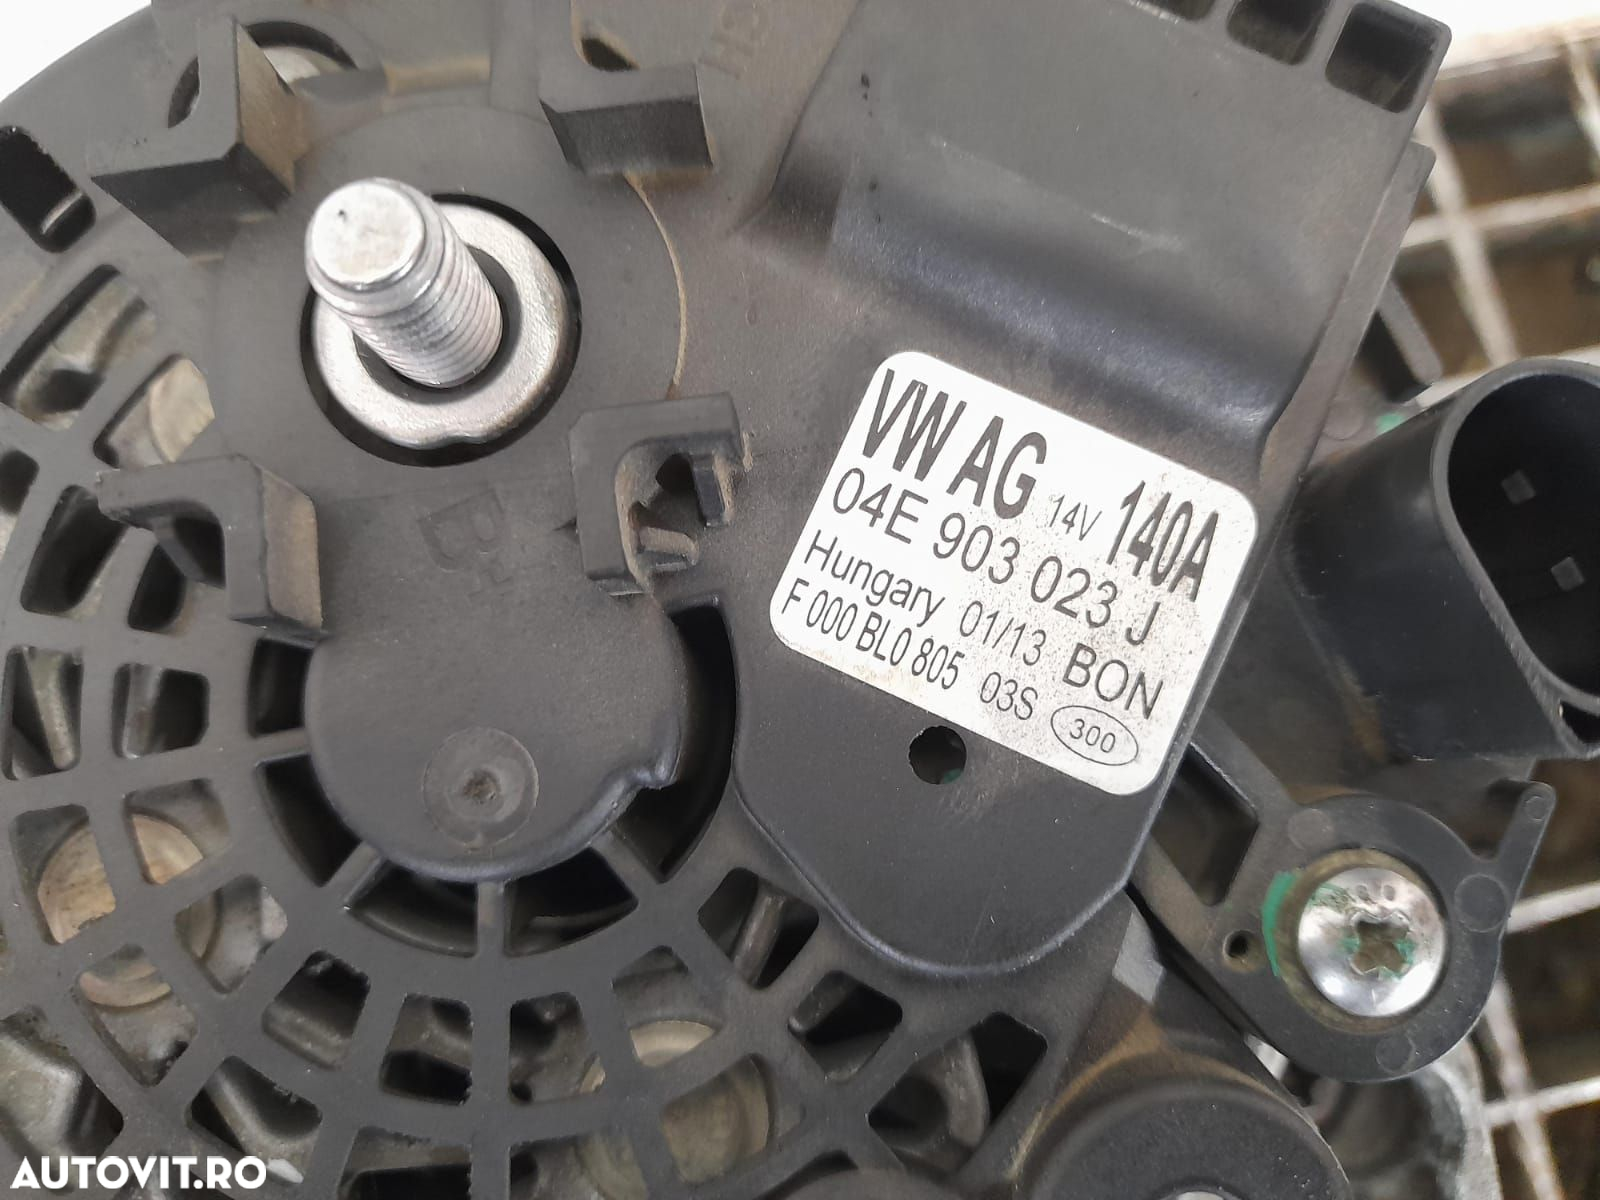 VW AG 14V 140A
04E 903 023 J
Hungary 01/13 BON
F 000 BL0 805 03S 300
B+
AUTOVIT.RO